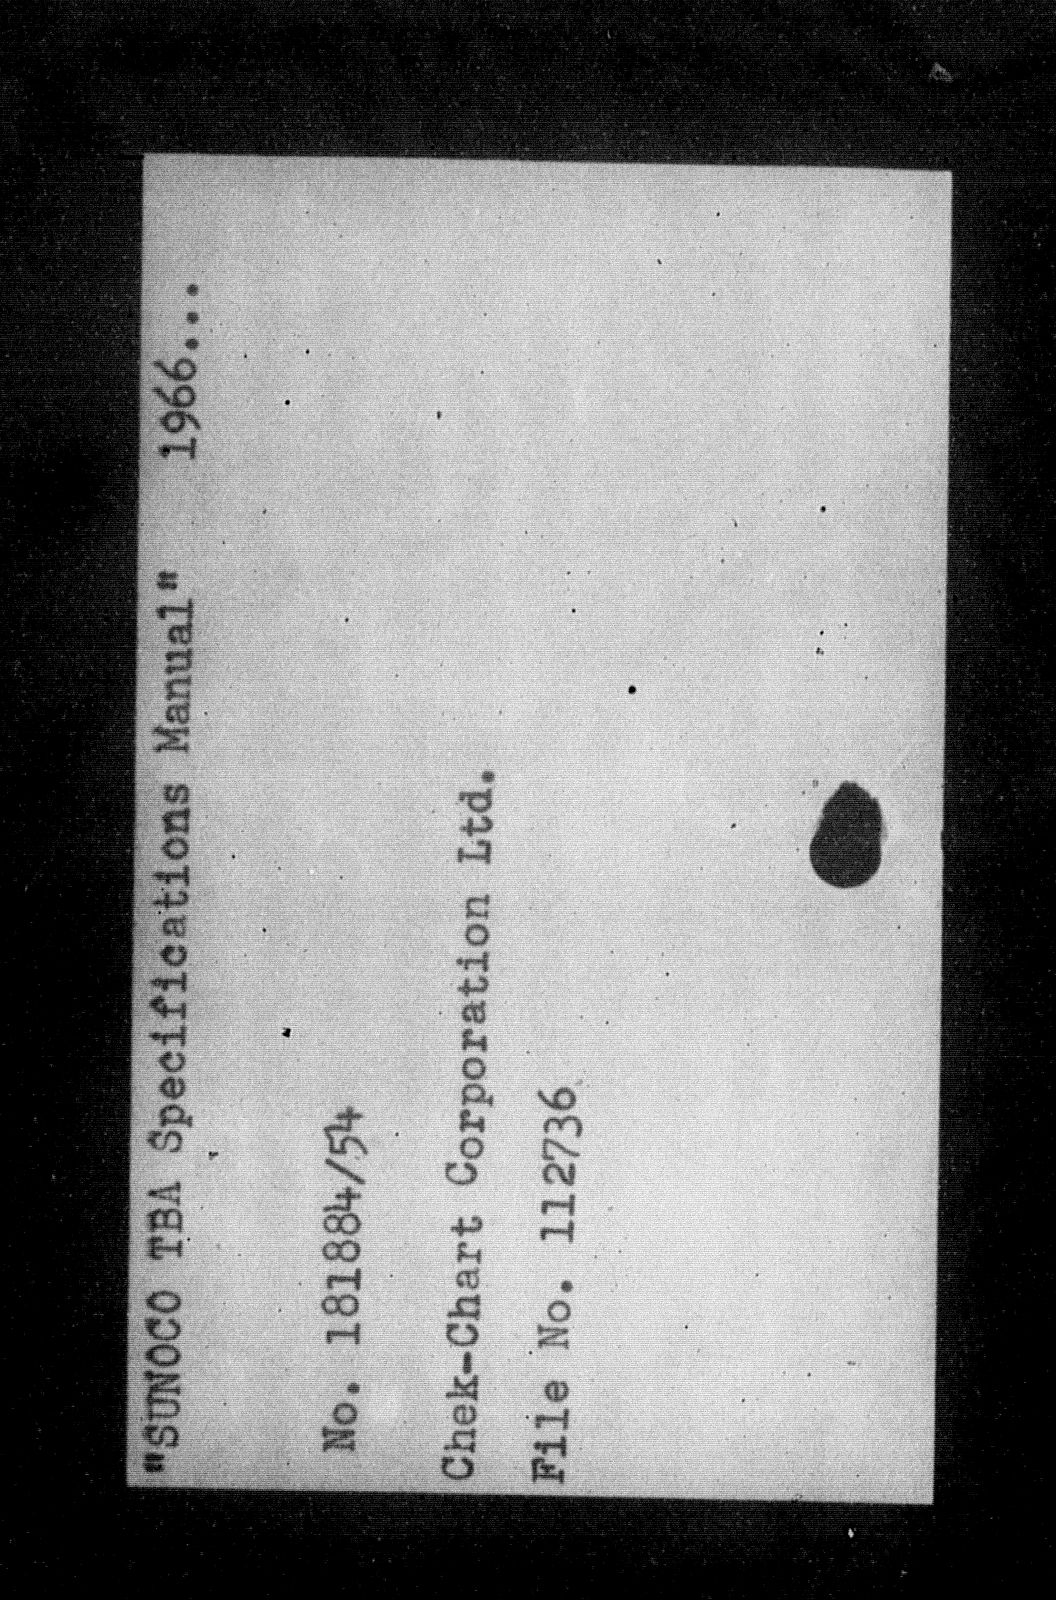 "SUNOCO TBA Specifications Manual" 1966...
No. 181884/54
Chek-Chart Corporation Ltd.
File No. 112736